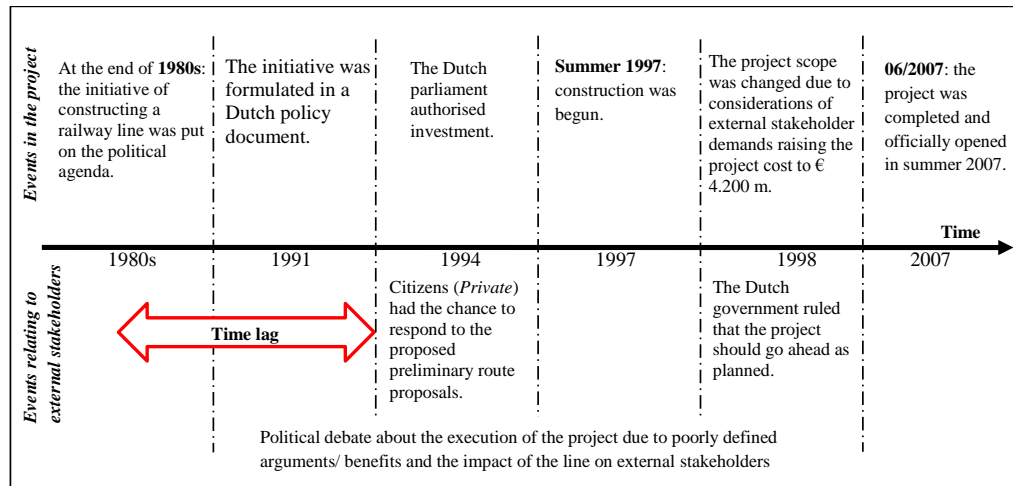 Events in the project
At the end of 1980s:
the initiative of
constructing a
railway line was put
on the political
agenda.
The initiative was
formulated in a
Dutch policy
document.
The Dutch
parliament
authorised
investment.
Summer 1997:
construction was
begun.
The project scope
was changed due to
considerations of
external stakeholder
demands raising the
project cost to €
4.200 m.
06/2007: the
project was
completed and
officially opened
in summer 2007.
Time
1980s
1991
1994
1997
1998
2007
Events relating to
external stakeholders
Time lag
Citizens (Private)
had the chance to
respond to the
proposed
preliminary route
proposals.
The Dutch
government ruled
that the project
should go ahead as
planned.
Political debate about the execution of the project due to poorly defined
arguments/ benefits and the impact of the line on external stakeholders